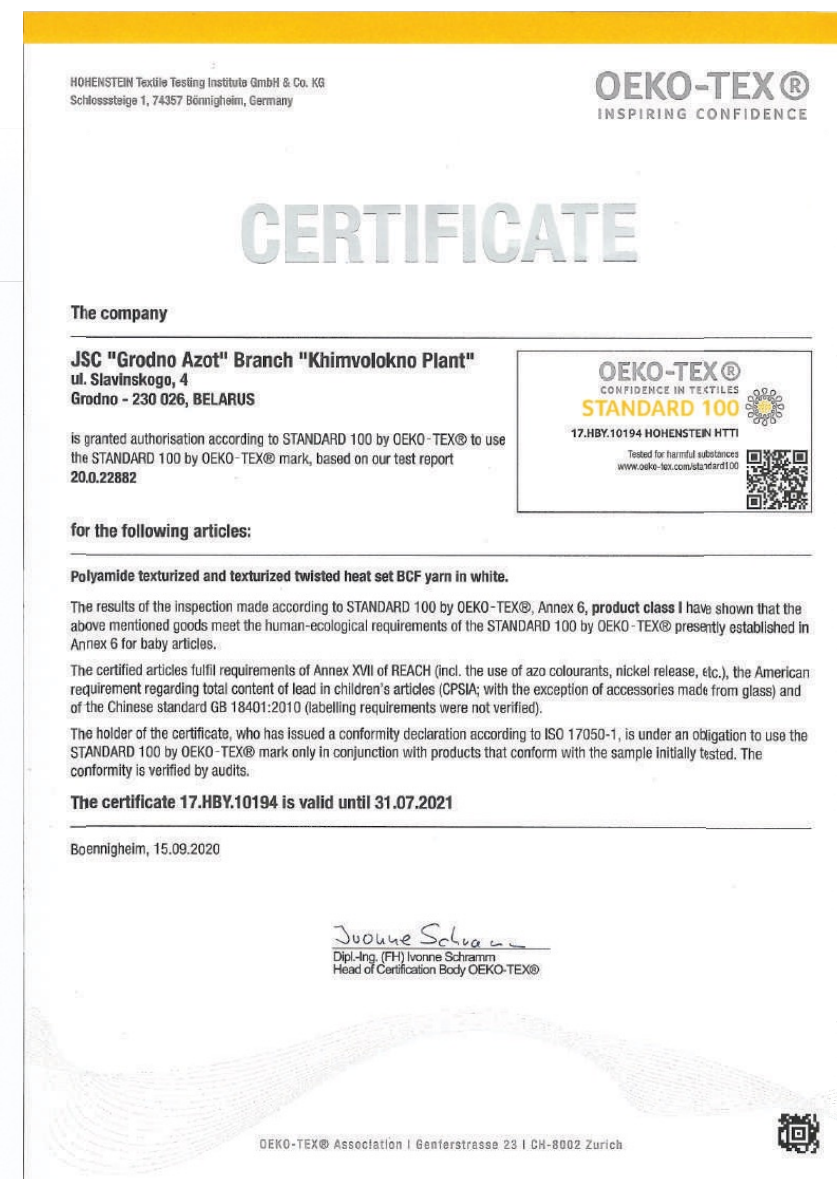 HOHENSTEIN Textile Testing Institute GmbH & Co. KG
Schlosssteige 1, 74357 Bönnigheim, Germany
OEKO-TEX®
INSPIRING CONFIDENCE
CERTIFICATE
The company
JSC "Grodno Azot" Branch "Khimvolokno Plant"
ul. Slavinskogo, 4
Grodno - 230 026, BELARUS
is granted authorisation according to STANDARD 100 by OEKO-TEX® to use
the STANDARD 100 by OEKO-TEX® mark, based on our test report
20.0.22882
OEKO-TEX®
CONFIDENCE IN TEXTILES
STANDARD 100
17.HBY.10194 HOHENSTEIN HTTI
Tested for harmful substances
www.oeko-tex.com/standard100
for the following articles:
Polyamide texturized and texturized twisted heat set BCF yarn in white.
The results of the inspection made according to STANDARD 100 by OEKO-TEX®, Annex 6, product class I have shown that the
above mentioned goods meet the human-ecological requirements of the STANDARD 100 by OEKO-TEX® presently established in
Annex 6 for baby articles.
The certified articles fulfil requirements of Annex XVII of REACH (incl. the use of azo colourants, nickel release, etc.), the American
requirement regarding total content of lead in children's articles (CPSIA; with the exception of accessories made from glass) and
of the Chinese standard GB 18401:2010 (labelling requirements were not verified).
The holder of the certificate, who has issued a conformity declaration according to ISO 17050-1, is under an obligation to use the
STANDARD 100 by OEKO-TEX® mark only in conjunction with products that conform with the sample initially tested. The
conformity is verified by audits.
The certificate 17.HBY.10194 is valid until 31.07.2021
Boennigheim, 15.09.2020
Ivonne Schramm
Dipl.-Ing. (FH) Ivonne Schramm
Head of Certification Body OEKO-TEX®
OEKO-TEX® Association | Genferstrasse 23 | CH-8002 Zurich